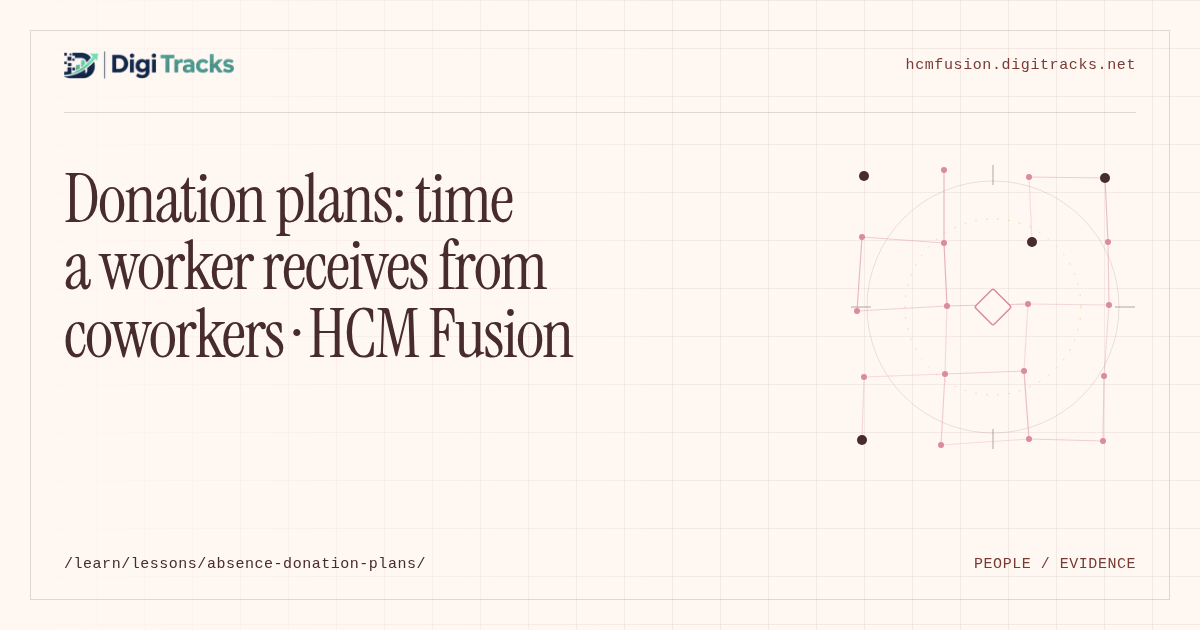 Digi Tracks
hcmfusion.digitracks.net
Donation plans: time
a worker receives from
coworkers · HCM Fusion
/learn/lessons/absence-donation-plans/
PEOPLE / EVIDENCE